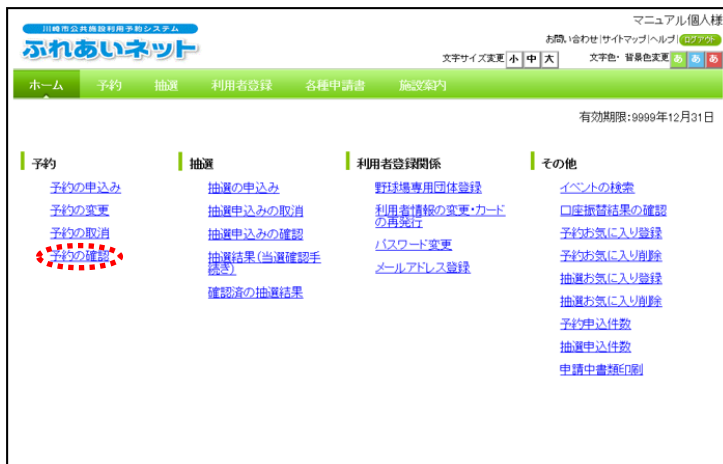 マニュアル個人様
川崎市公共施設利用予約システム
ふれあいネット
お問い合わせ|サイトマップ|ヘルプ|ログアウト
文字サイズ変更 小 中 大 文字色・背景色変更 あ あ あ
ホーム 予約 抽選 利用者登録 各種申請書 施設案内
有効期限:9999年12月31日
予約
予約の申込み
予約の変更
予約の取消
予約の確認
抽選
抽選の申込み
抽選申込みの取消
抽選申込みの確認
抽選結果(当選確認手
続き)
確認済の抽選結果
利用者登録関係
野球場専用団体登録
利用者情報の変更・カード
の再発行
パスワード変更
メールアドレス登録
その他
イベントの検索
口座振替結果の確認
予約お気に入り登録
予約お気に入り削除
抽選お気に入り登録
抽選お気に入り削除
予約申込件数
抽選申込件数
申請中書類印刷